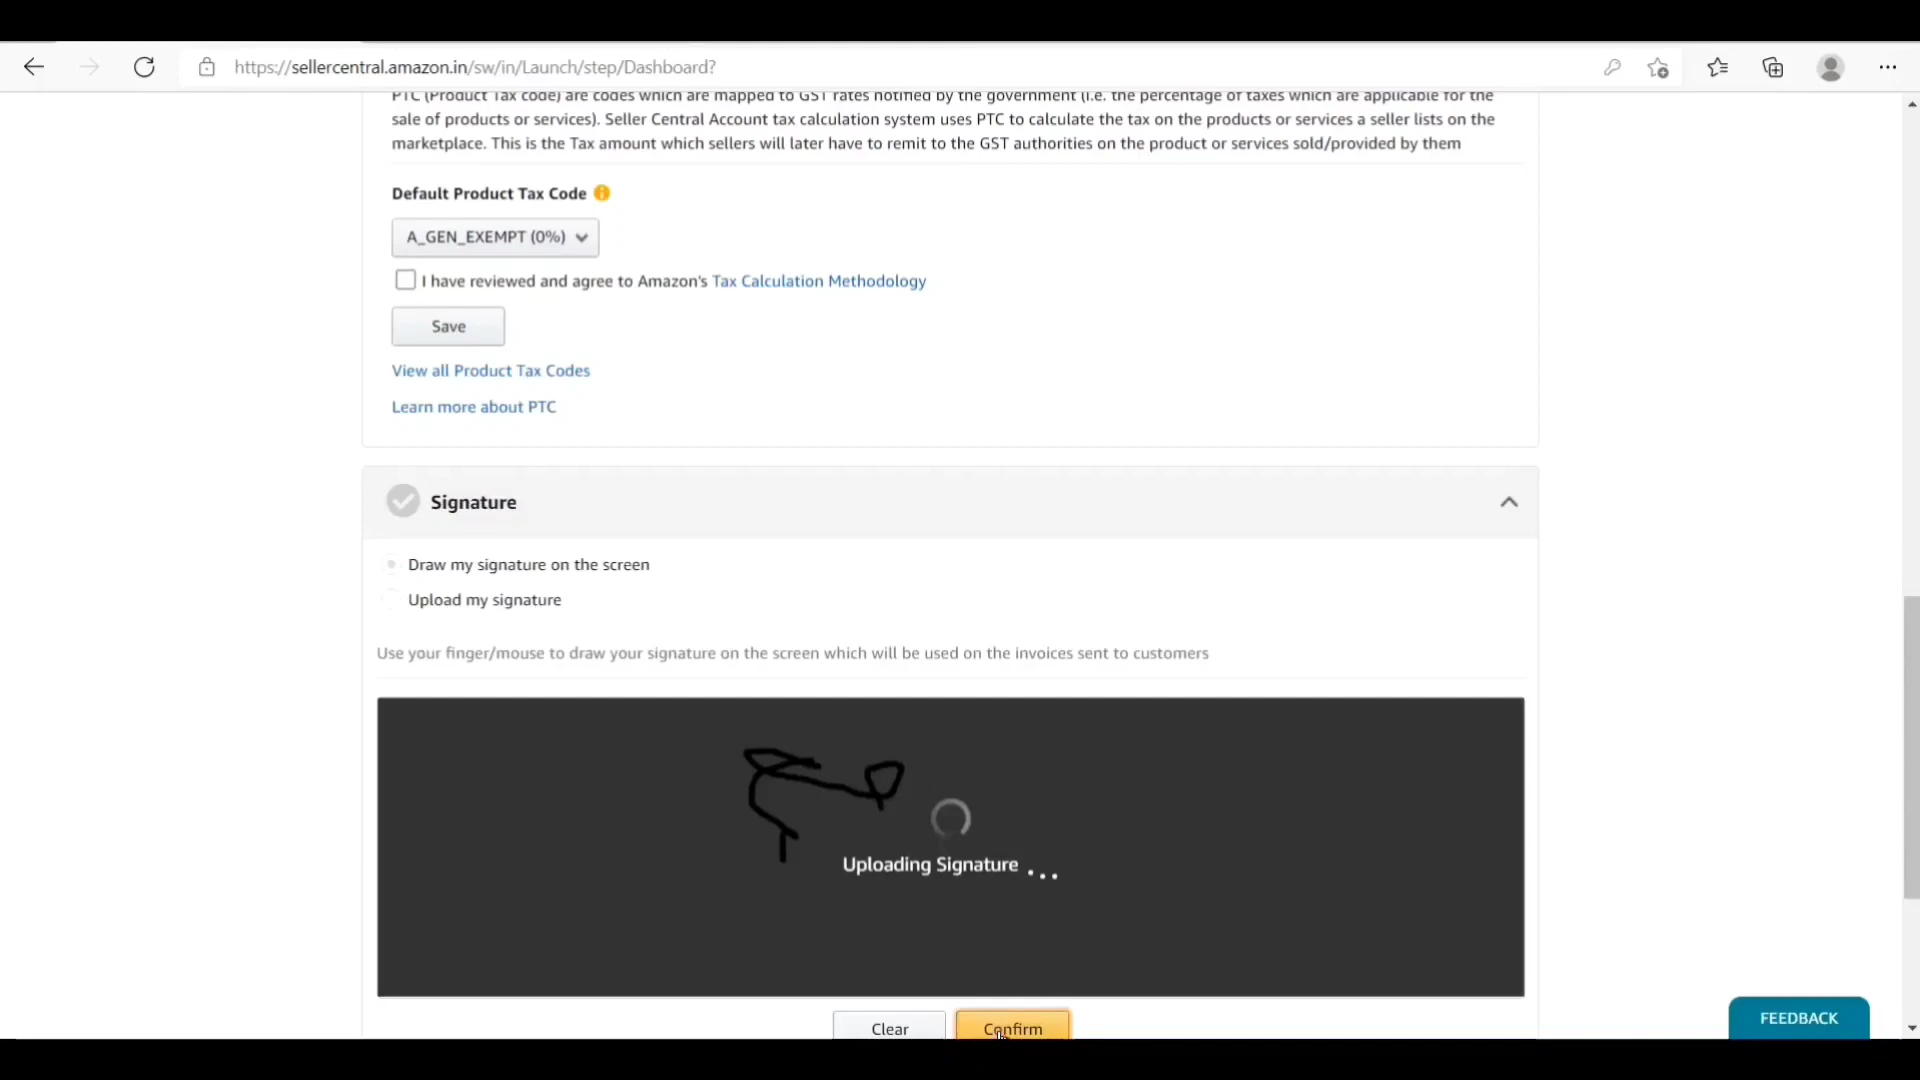 https://sellercentral.amazon.in/sw/in/Launch/step/Dashboard?
PTC (Product Tax code) are codes which are mapped to GST rates notified by the government (i.e. the percentage of taxes which are applicable for the
sale of products or services). Seller Central Account tax calculation system uses PTC to calculate the tax on the products or services a seller lists on the
marketplace. This is the Tax amount which sellers will later have to remit to the GST authorities on the product or services sold/provided by them
Default Product Tax Code
A_GEN_EXEMPT (0%)
I have reviewed and agree to Amazon's Tax Calculation Methodology
Save
View all Product Tax Codes
Learn more about PTC
Signature
Draw my signature on the screen
Upload my signature
Use your finger/mouse to draw your signature on the screen which will be used on the invoices sent to customers
Uploading Signature ...
Clear
Confirm
FEEDBACK